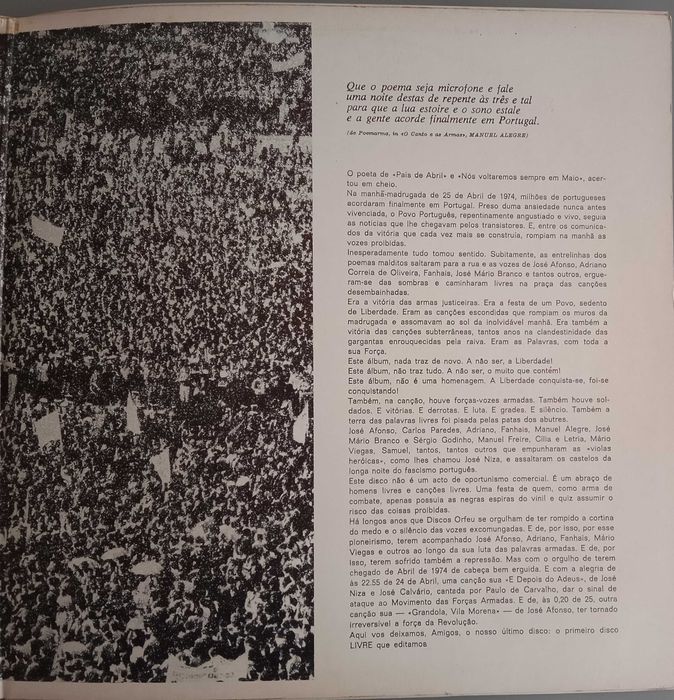 Que o poema seja microfone e fale
uma noite destas de repente às três e tal
para que a lua estoire e o sono estale
e a gente acorde finalmente em Portugal.
(de Poemarma, in «O Canto e as Armas», MANUEL ALEGRE)
O poeta de «País de Abril» e «Nós voltaremos sempre em Maio», acer-
tou em cheio.
Na manhã-madrugada de 25 de Abril de 1974, milhões de portugueses
acordaram finalmente em Portugal. Preso duma ansiedade nunca antes
vivenciada, o Povo Português, repentinamente angustiado e vivo, seguia
as notícias que lhe chegavam pelos transistores. E, entre os comunica-
dos da vitória que cada vez mais se construia, rompiam na manhã as
vozes proibidas.
Inesperadamente tudo tomou sentido. Subitamente, as entrelinhas dos
poemas malditos saltaram para a rua e as vozes de José Afonso, Adriano
Correia de Oliveira, Fanhais, José Mário Branco e tantos outros, ergue-
ram-se das sombras e caminharam livres na praça das canções
desembainhadas.
Era a vitória das armas justiceiras. Era a festa de um Povo, sedento
de Liberdade. Eram as canções escondidas que rompiam os muros da
madrugada e assomavam ao sol da inolvidável manhã. Era também a
vitória das canções subterrâneas, tantos anos na clandestinidade das
gargantas enrouquecidas pela raiva. Eram as Palavras, com toda a
sua Força.
Este álbum, nada traz de novo. A não ser, a Liberdade!
Este álbum, não traz tudo. A não ser, o muito que contém!
Este álbum, não é uma homenagem. A Liberdade conquista-se, foi-se
conquistando!
Também, na canção, houve forças-vozes armadas. Também houve sol-
dados. E vitórias. E derrotas. E luta. E grades. E silêncio. Também a
terra das palavras livres foi pisada pelas patas dos abutres.
José Afonso, Carlos Paredes, Adriano, Fanhais, Manuel Alegre, José
Mário Branco e Sérgio Godinho, Manuel Freire, Cília e Letria, Mário
Viegas, Samuel, tantos, tantos outros que empunharam as «violas
heróicas», como lhes chamou José Niza, e assaltaram os castelos da
longa noite do fascismo português.
Este disco não é um acto de oportunismo comercial. É um abraço de
homens livres e canções livres. Uma festa de quem, como arma de
combate, apenas possuia as negras espiras do vinil e quiz assumir o
risco das coisas proibidas.
Há longos anos que Discos Orfeu se orgulham de ter rompido a cortina
do medo e o silêncio das vozes excomungadas. E de, por isso, por esse
pioneirismo, terem acompanhado José Afonso, Adriano, Fanhais, Mário
Viegas e outros ao longo da sua luta das palavras armadas. E de, por
isso, terem sofrido também a repressão. Mas com o orgulho de terem
chegado de Abril de 1974 de cabeça bem erguida. E com a alegria de
às 22.55 de 24 de Abril, uma canção sua «E Depois do Adeus», de José
Niza e José Calvário, cantada por Paulo de Carvalho, dar o sinal de
ataque ao Movimento das Forças Armadas. E de, às 0,20 de 25, outra
canção sua — «Grandola, Vila Morena» — de José Afonso, ter tornado
irreversível a força da Revolução.
Aqui vos deixamos, Amigos, o nosso último disco: o primeiro disco
LIVRE que editamos